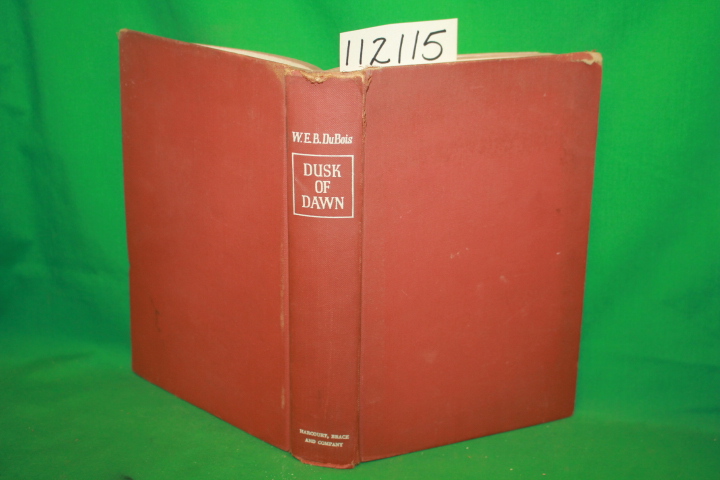 112115
W.E.B. DuBois
DUSK
OF
DAWN
HARCOURT, BRACE
AND COMPANY